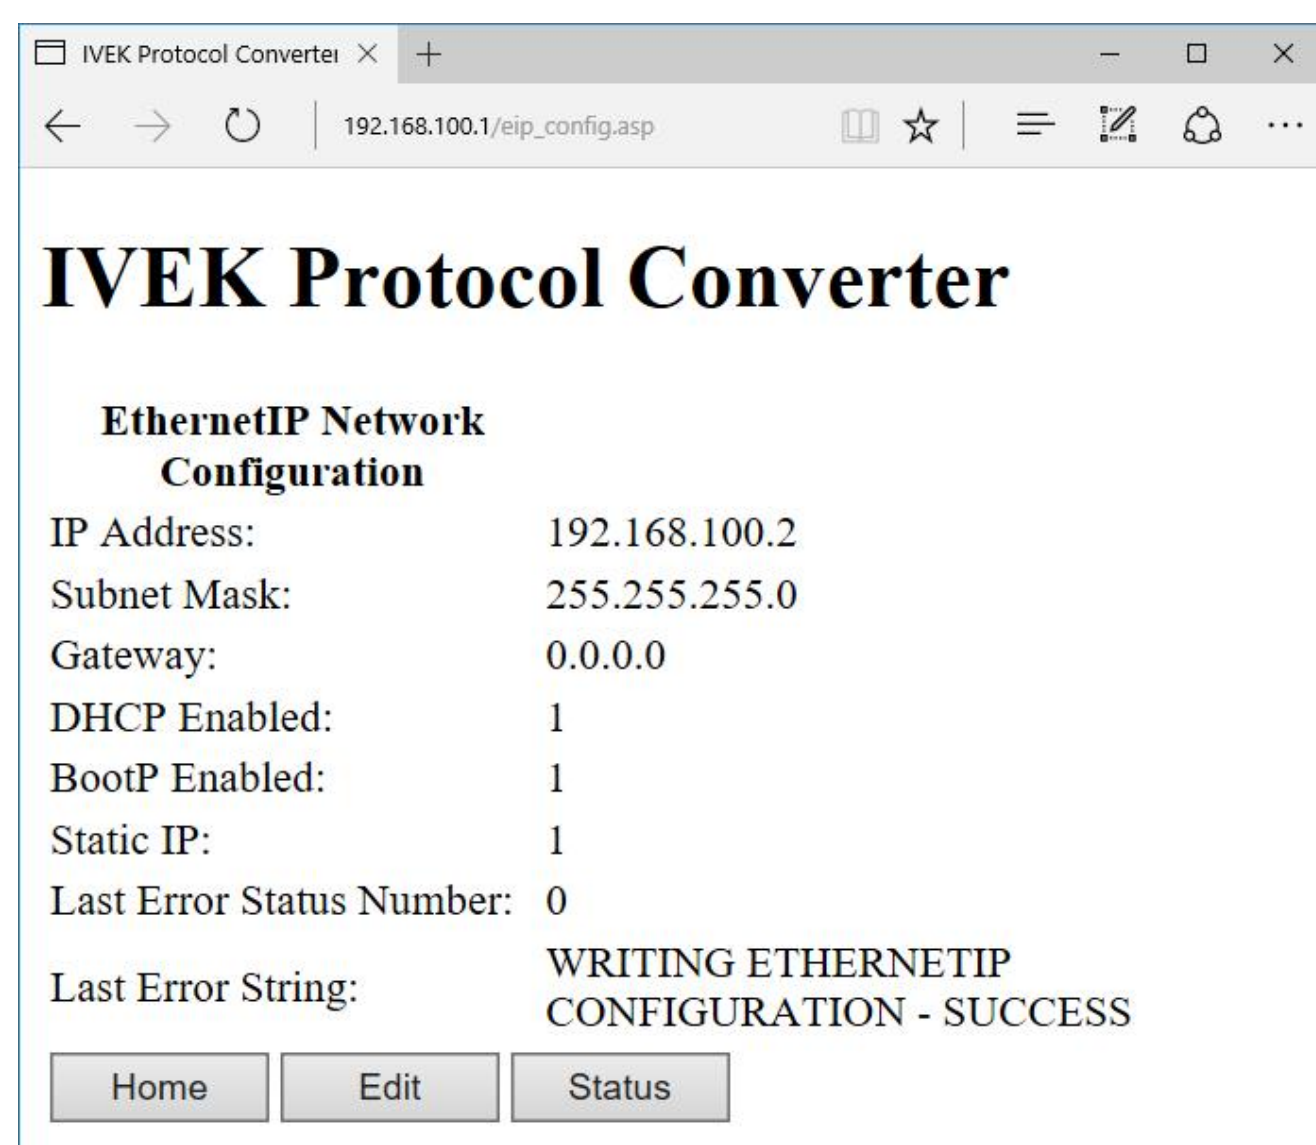 IVEK Protocol Converter
192.168.100.1/eip_config.asp
IVEK Protocol Converter
EthernetIP Network
Configuration
IP Address: 192.168.100.2
Subnet Mask: 255.255.255.0
Gateway: 0.0.0.0
DHCP Enabled: 1
BootP Enabled: 1
Static IP: 1
Last Error Status Number: 0
Last Error String: WRITING ETHERNETIP
CONFIGURATION - SUCCESS
Home Edit Status